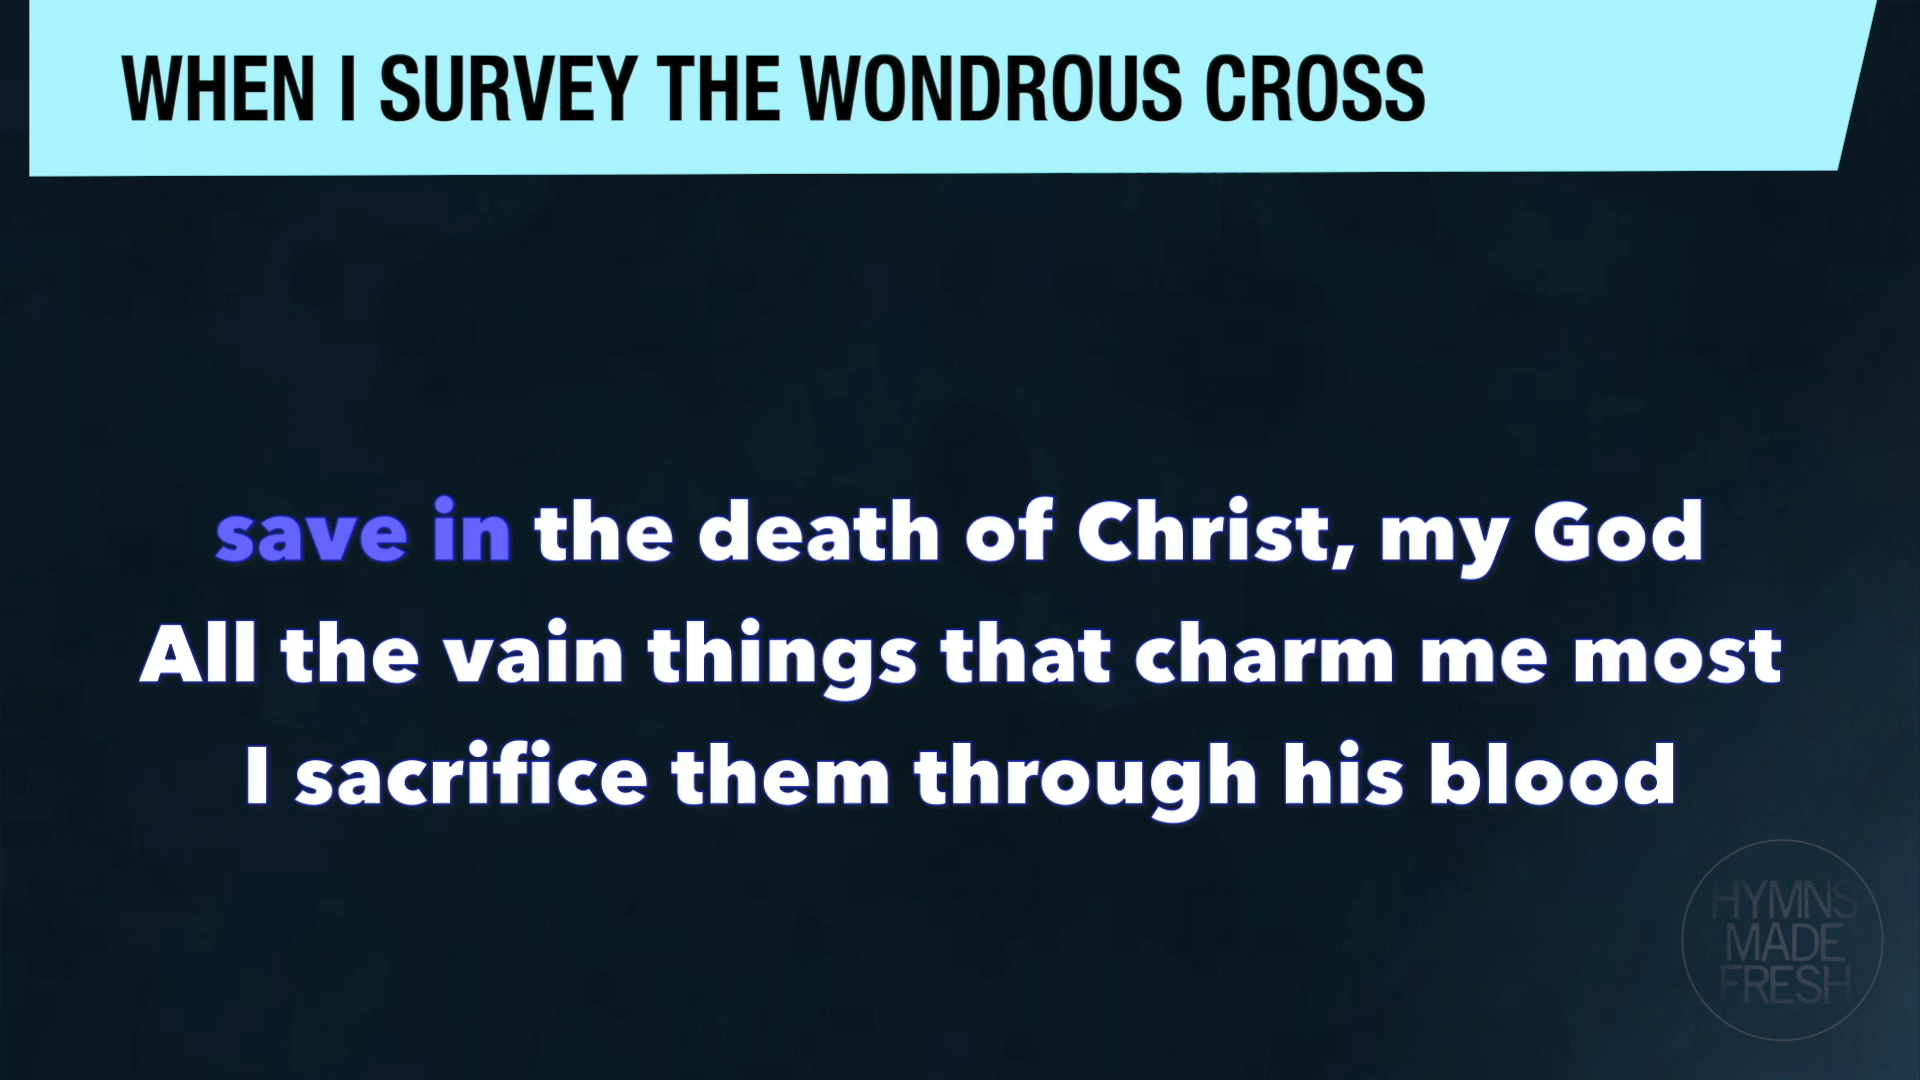 WHEN I SURVEY THE WONDROUS CROSS
save in the death of Christ, my God
All the vain things that charm me most
I sacrifice them through his blood
HYMNS
MADE
FRESH